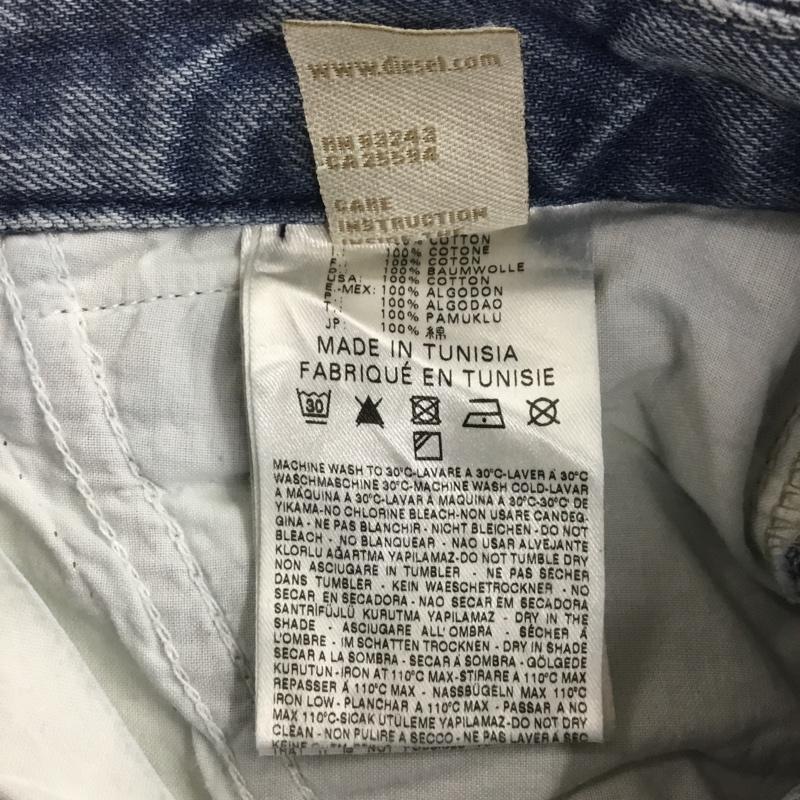 www.diesel.com
RN 93243
CA 25594
CARE
INSTRUCTION
100% COTTON
100% COTONE
F.: 100% COTON
100% BAUMWOLLE
USA: 100% COTTON
E.-MEX: 100% ALGODON
100% ALGODAO
T.: 100% PAMUKLU
JP: 100% 綿
MADE IN TUNISIA
FABRIQUÉ EN TUNISIE
30
MACHINE WASH TO 30°C-LAVARE A 30°C-LAVER À 30°C
WASCHMASCHINE 30°C-MACHINE WASH COLD-LAVAR
A MÁQUINA A 30°C-LAVAR A MAQUINA A 30°C-30°C' DE
YIKAMA-NO CHLORINE BLEACH-NON USARE CANDEG-
GINA - NE PAS BLANCHIR - NICHT BLEICHEN - DO NOT
BLEACH - NO BLANQUEAR - NAO USAR ALVEJANTE
KLORLU AĞARTMA YAPILAMAZ-DO NOT TUMBLE DRY
NON ASCIUGARE IN TUMBLER - NE PAS SÉCHER
DANS TUMBLER - KEIN WAESCHETROCKNER - NO
SECAR EN SECADORA - NAO SECAR EM SECADORA
SANTRİFÜJLÜ KURUTMA YAPILAMAZ - DRY IN THE
SHADE - ASCIUGARE ALL'OMBRA - SÉCHER À
L'OMBRE - IM SCHATTEN TROCKNEN - DRY IN SHADE
SECAR A LA SOMBRA - SECAR Á SOMBRA - GÖLGEDE
KURUTUN-IRON AT 110°C MAX-STIRARE A 110°C MAX
REPASSER À 110°C MAX - NASSBÜGELN MAX 110°C
IRON LOW - PLANCHAR A 110°C MAX - PASSAR A NO
MAX 110°C-SICAK UTULEME YAPILAMAZ-DO NOT DRY
CLEAN - NON PULIRE A SECCO - NE PAS LAVER À SEC